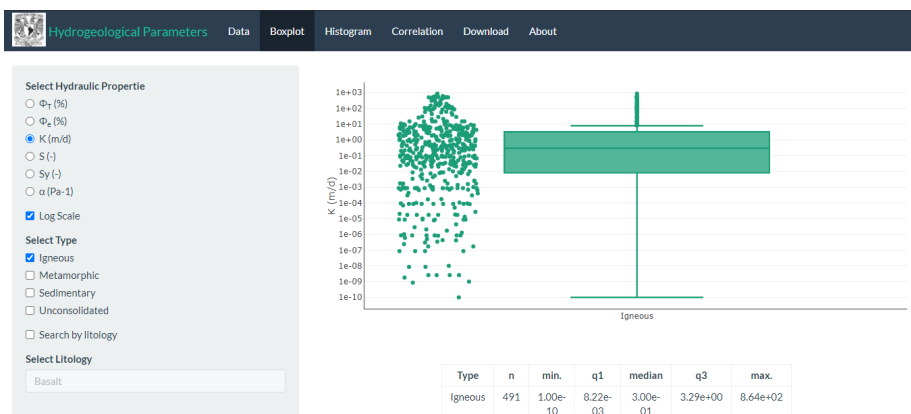 Hydrogeological Parameters Data Boxplot Histogram Correlation Download About
Select Hydraulic Propertie
Φ_T (%)
Φ_e (%)
K (m/d)
S (-)
Sy (-)
α (Pa-1)
Log Scale
Select Type
Igneous
Metamorphic
Sedimentary
Unconsolidated
Search by litology
Select Litology
Basalt
K (m/d)
1e+03
1e+02
1e+01
1e+00
1e-01
1e-02
1e-03
1e-04
1e-05
1e-06
1e-07
1e-08
1e-09
1e-10
Igneous
Type n min. q1 median q3 max.
Igneous 491 1.00e-10 8.22e-03 3.00e-01 3.29e+00 8.64e+02